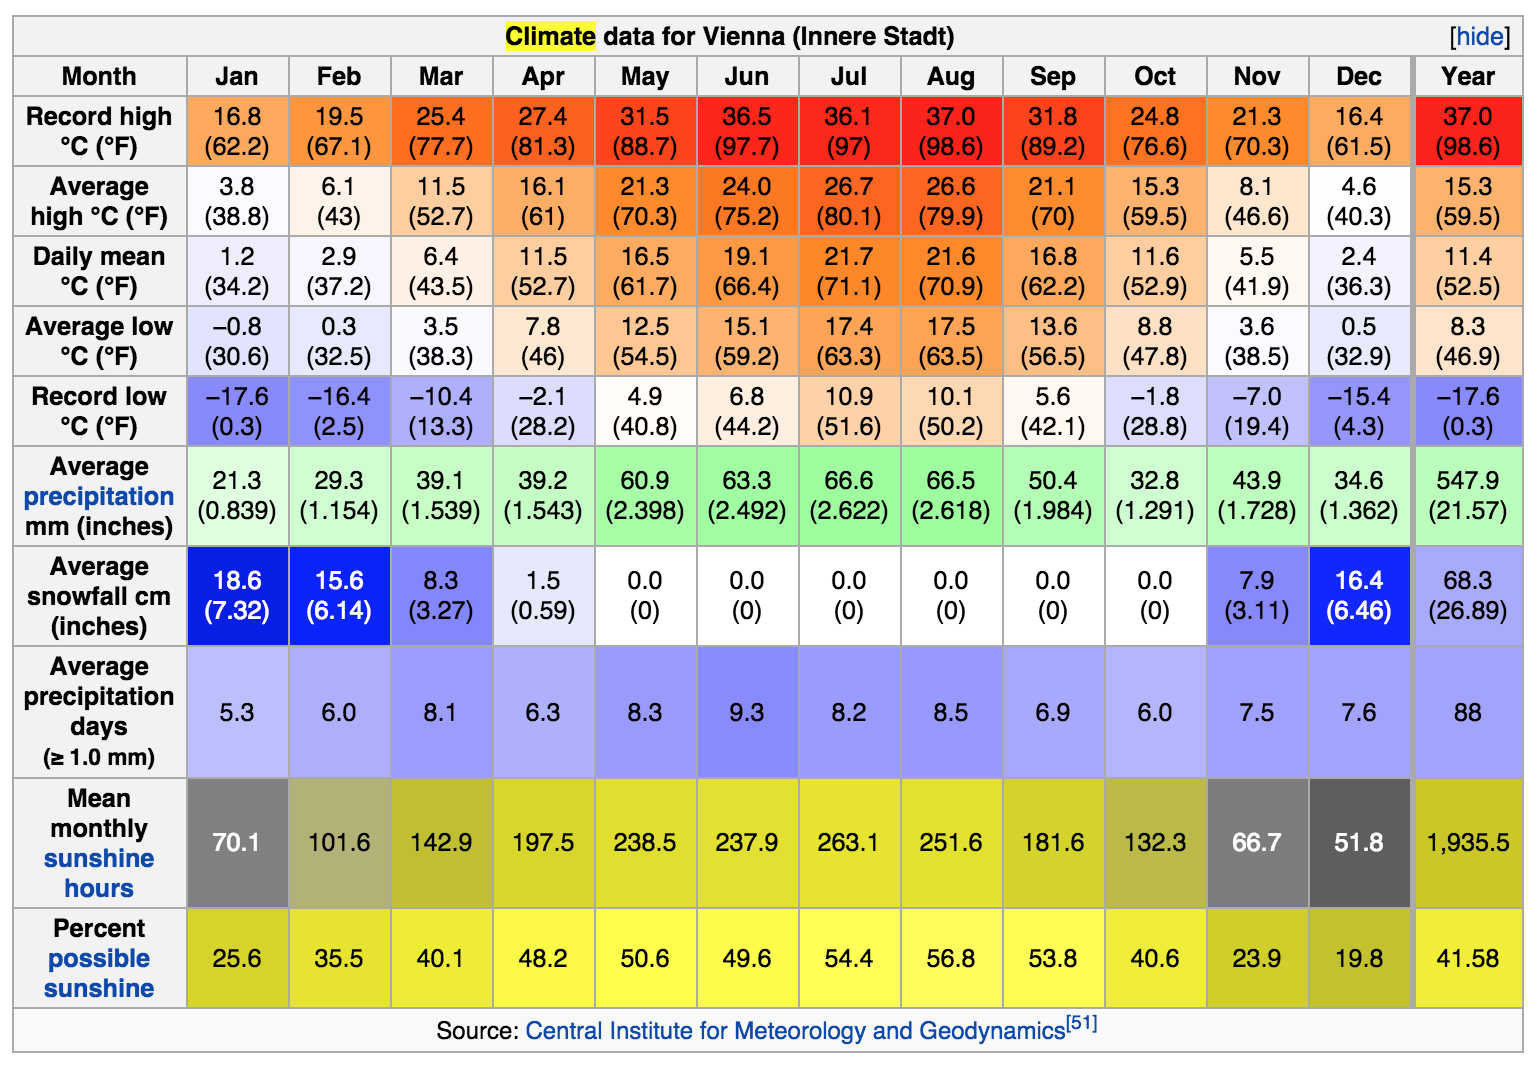 Climate data for Vienna (Innere Stadt) [hide]
Month Jan Feb Mar Apr May Jun Jul Aug Sep Oct Nov Dec Year
Record high 16.8 19.5 25.4 27.4 31.5 36.5 36.1 37.0 31.8 24.8 21.3 16.4 37.0
°C (°F) (62.2) (67.1) (77.7) (81.3) (88.7) (97.7) (97) (98.6) (89.2) (76.6) (70.3) (61.5) (98.6)
Average 3.8 6.1 11.5 16.1 21.3 24.0 26.7 26.6 21.1 15.3 8.1 4.6 15.3
high °C (°F) (38.8) (43) (52.7) (61) (70.3) (75.2) (80.1) (79.9) (70) (59.5) (46.6) (40.3) (59.5)
Daily mean 1.2 2.9 6.4 11.5 16.5 19.1 21.7 21.6 16.8 11.6 5.5 2.4 11.4
°C (°F) (34.2) (37.2) (43.5) (52.7) (61.7) (66.4) (71.1) (70.9) (62.2) (52.9) (41.9) (36.3) (52.5)
Average low −0.8 0.3 3.5 7.8 12.5 15.1 17.4 17.5 13.6 8.8 3.6 0.5 8.3
°C (°F) (30.6) (32.5) (38.3) (46) (54.5) (59.2) (63.3) (63.5) (56.5) (47.8) (38.5) (32.9) (46.9)
Record low −17.6 −16.4 −10.4 −2.1 4.9 6.8 10.9 10.1 5.6 −1.8 −7.0 −15.4 −17.6
°C (°F) (0.3) (2.5) (13.3) (28.2) (40.8) (44.2) (51.6) (50.2) (42.1) (28.8) (19.4) (4.3) (0.3)
Average
precipitation 21.3 29.3 39.1 39.2 60.9 63.3 66.6 66.5 50.4 32.8 43.9 34.6 547.9
mm (inches) (0.839) (1.154) (1.539) (1.543) (2.398) (2.492) (2.622) (2.618) (1.984) (1.291) (1.728) (1.362) (21.57)
Average
snowfall cm 18.6 15.6 8.3 1.5 0.0 0.0 0.0 0.0 0.0 0.0 7.9 16.4 68.3
(inches) (7.32) (6.14) (3.27) (0.59) (0) (0) (0) (0) (0) (0) (3.11) (6.46) (26.89)
Average
precipitation
days 5.3 6.0 8.1 6.3 8.3 9.3 8.2 8.5 6.9 6.0 7.5 7.6 88
(≥ 1.0 mm)
Mean
monthly
sunshine 70.1 101.6 142.9 197.5 238.5 237.9 263.1 251.6 181.6 132.3 66.7 51.8 1,935.5
hours
Percent
possible 25.6 35.5 40.1 48.2 50.6 49.6 54.4 56.8 53.8 40.6 23.9 19.8 41.58
sunshine
Source: Central Institute for Meteorology and Geodynamics[51]